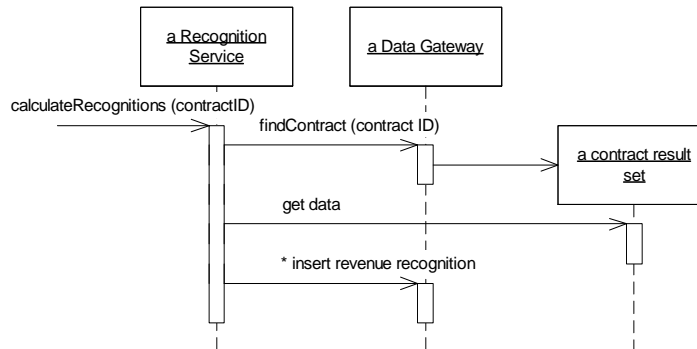 a Recognition
Service
a Data Gateway
calculateRecognitions (contractID)
findContract (contract ID)
a contract result
set
get data
* insert revenue recognition